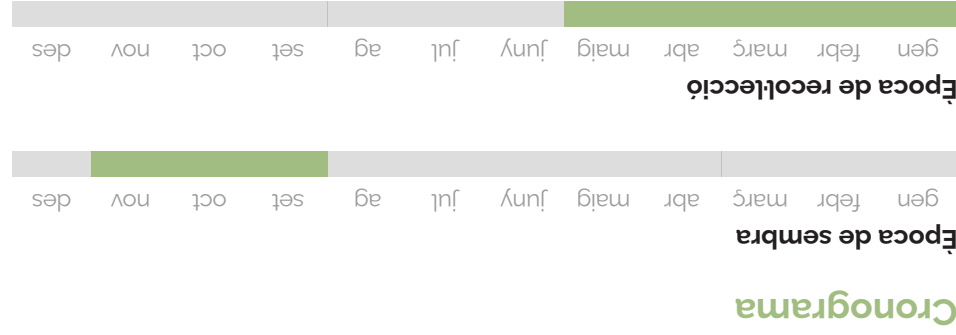 Cronograma
Època de sembra
gen febr març abr maig juny jul ag set oct nov des
Època de recol·lecció
gen febr març abr maig juny jul ag set oct nov des